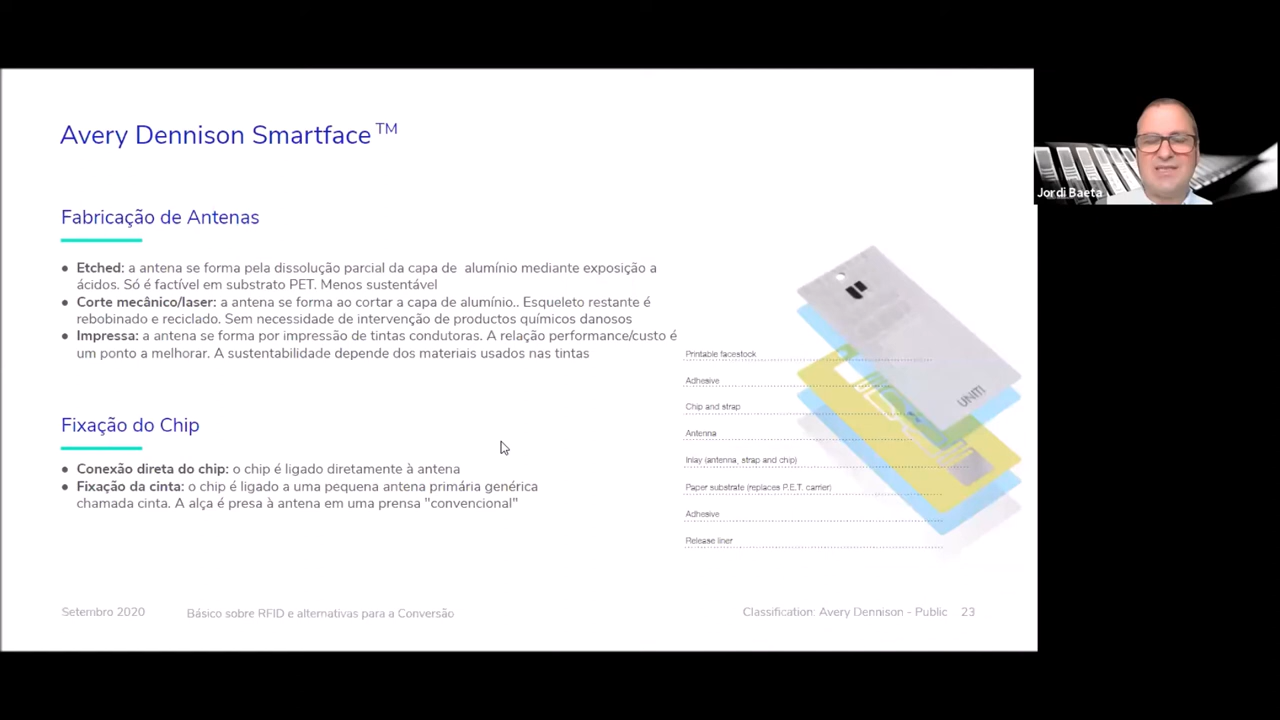 Avery Dennison Smartface™
Fabricação de Antenas
● Etched: a antena se forma pela dissolução parcial da capa de alumínio mediante exposição a
ácidos. Só é factível em substrato PET. Menos sustentável
● Corte mecânico/laser: a antena se forma ao cortar a capa de alumínio.. Esqueleto restante é
rebobinado e reciclado. Sem necessidade de intervenção de productos químicos danosos
● Impressa: a antena se forma por impressão de tintas condutoras. A relação performance/custo é
um ponto a melhorar. A sustentabilidade depende dos materiais usados nas tintas
Fixação do Chip
● Conexão direta do chip: o chip é ligado diretamente à antena
● Fixação da cinta: o chip é ligado a uma pequena antena primária genérica
chamada cinta. A alça é presa à antena em uma prensa "convencional"
Printable facestock
Adhesive
Chip and strap
Antenna
Inlay (antenna, strap and chip)
Paper substrate (replaces P.E.T. carrier)
Adhesive
Release liner
UNITI
Setembro 2020
Básico sobre RFID e alternativas para a Conversão
Classification: Avery Dennison - Public
23
Jordi Baeta